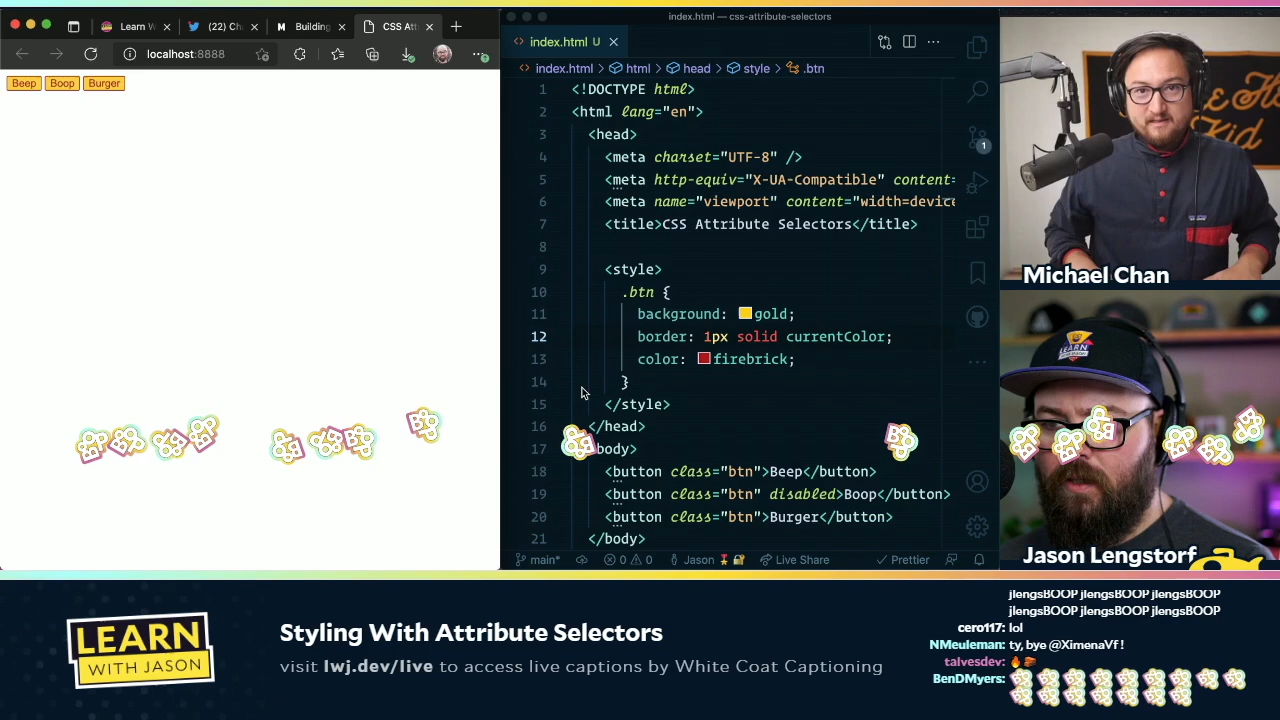 Learn W
(22) Ch
Building
CSS Att
localhost:8888
Beep Boop Burger
index.html — css-attribute-selectors
index.html U
index.html > html > head > style > .btn
1 <!DOCTYPE html>
2 <html lang="en">
3 <head>
4 <meta charset="UTF-8" />
5 <meta http-equiv="X-UA-Compatible" content=
6 <meta name="viewport" content="width=device
7 <title>CSS Attribute Selectors</title>
8
9 <style>
10 .btn {
11 background: gold;
12 border: 1px solid currentColor;
13 color: firebrick;
14 }
15 </style>
16 </head>
17 body>
18 <button class="btn">Beep</button>
19 <button class="btn" disabled>Boop</button>
20 <button class="btn">Burger</button>
21 </body>
main* 0 0 Jason Live Share Prettier
1
Michael Chan
LEARN
Jason Lengstorf
LEARN
WITH JASON
Styling With Attribute Selectors
visit lwj.dev/live to access live captions by White Coat Captioning
jlengsBOOP jlengsBOOP jlengsBOOP
jlengsBOOP jlengsBOOP jlengsBOOP
cero117: lol
NMeuleman: ty, bye @XimenaVf !
talvesdev:
BenDMyers: